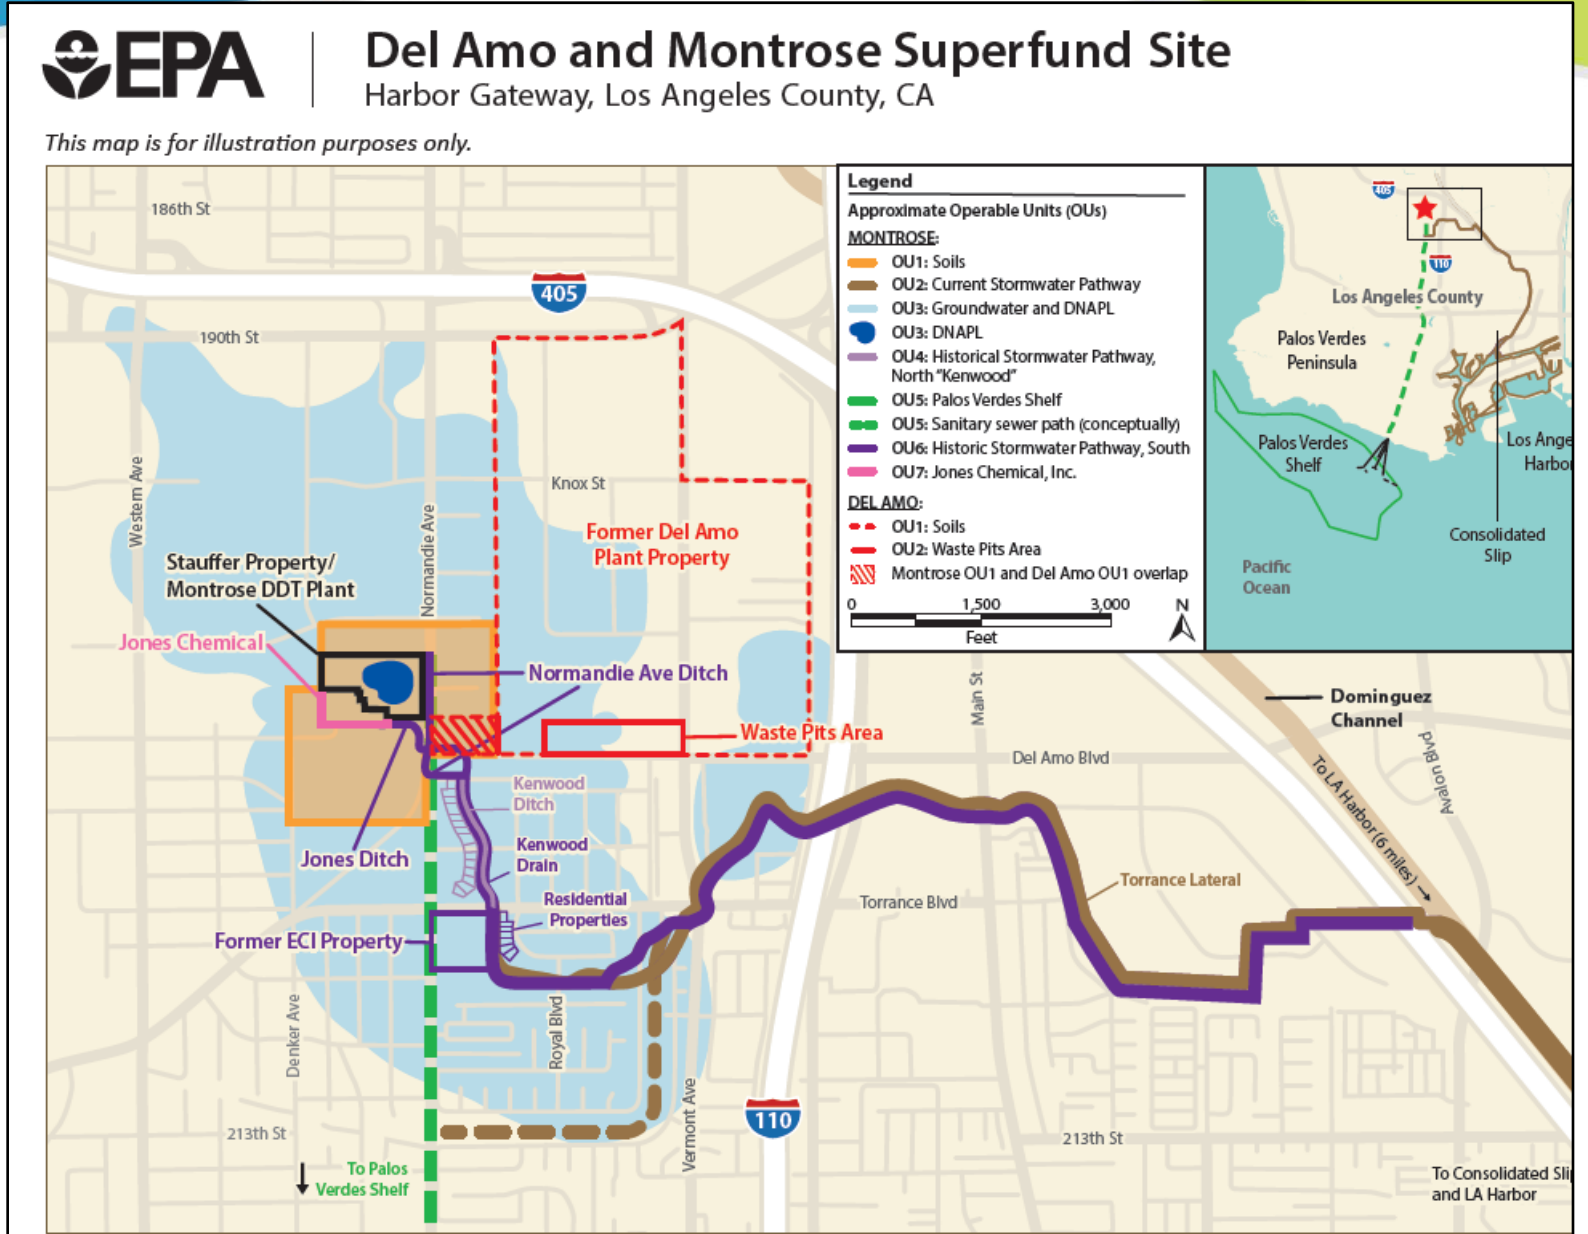 EPA
Del Amo and Montrose Superfund Site
Harbor Gateway, Los Angeles County, CA
This map is for illustration purposes only.
186th St
405
190th St
Western Ave
Normandie Ave
Knox St
Former Del Amo
Plant Property
Stauffer Property/
Montrose DDT Plant
Jones Chemical
Normandie Ave Ditch
Waste Pits Area
Kenwood
Ditch
Jones Ditch
Kenwood
Drain
Residential
Properties
Former ECI Property
Denker Ave
Royal Blvd
Vermont Ave
110
213th St
To Palos
Verdes Shelf
Legend
Approximate Operable Units (OUs)
MONTROSE:
OU1: Soils
OU2: Current Stormwater Pathway
OU3: Groundwater and DNAPL
OU3: DNAPL
OU4: Historical Stormwater Pathway,
North "Kenwood"
OU5: Palos Verdes Shelf
OU5: Sanitary sewer path (conceptually)
OU6: Historic Stormwater Pathway, South
OU7: Jones Chemical, Inc.
DEL AMO:
OU1: Soils
OU2: Waste Pits Area
Montrose OU1 and Del Amo OU1 overlap
0 1,500 3,000
Feet
N
405
110
Los Angeles County
Palos Verdes
Peninsula
Palos Verdes
Shelf
Los Ange
Harbor
Consolidated
Slip
Pacific
Ocean
Main St
Dominguez
Channel
Avalon Blvd
To LA Harbor (6 miles)
Del Amo Blvd
Torrance Lateral
Torrance Blvd
213th St
To Consolidated Slip
and LA Harbor